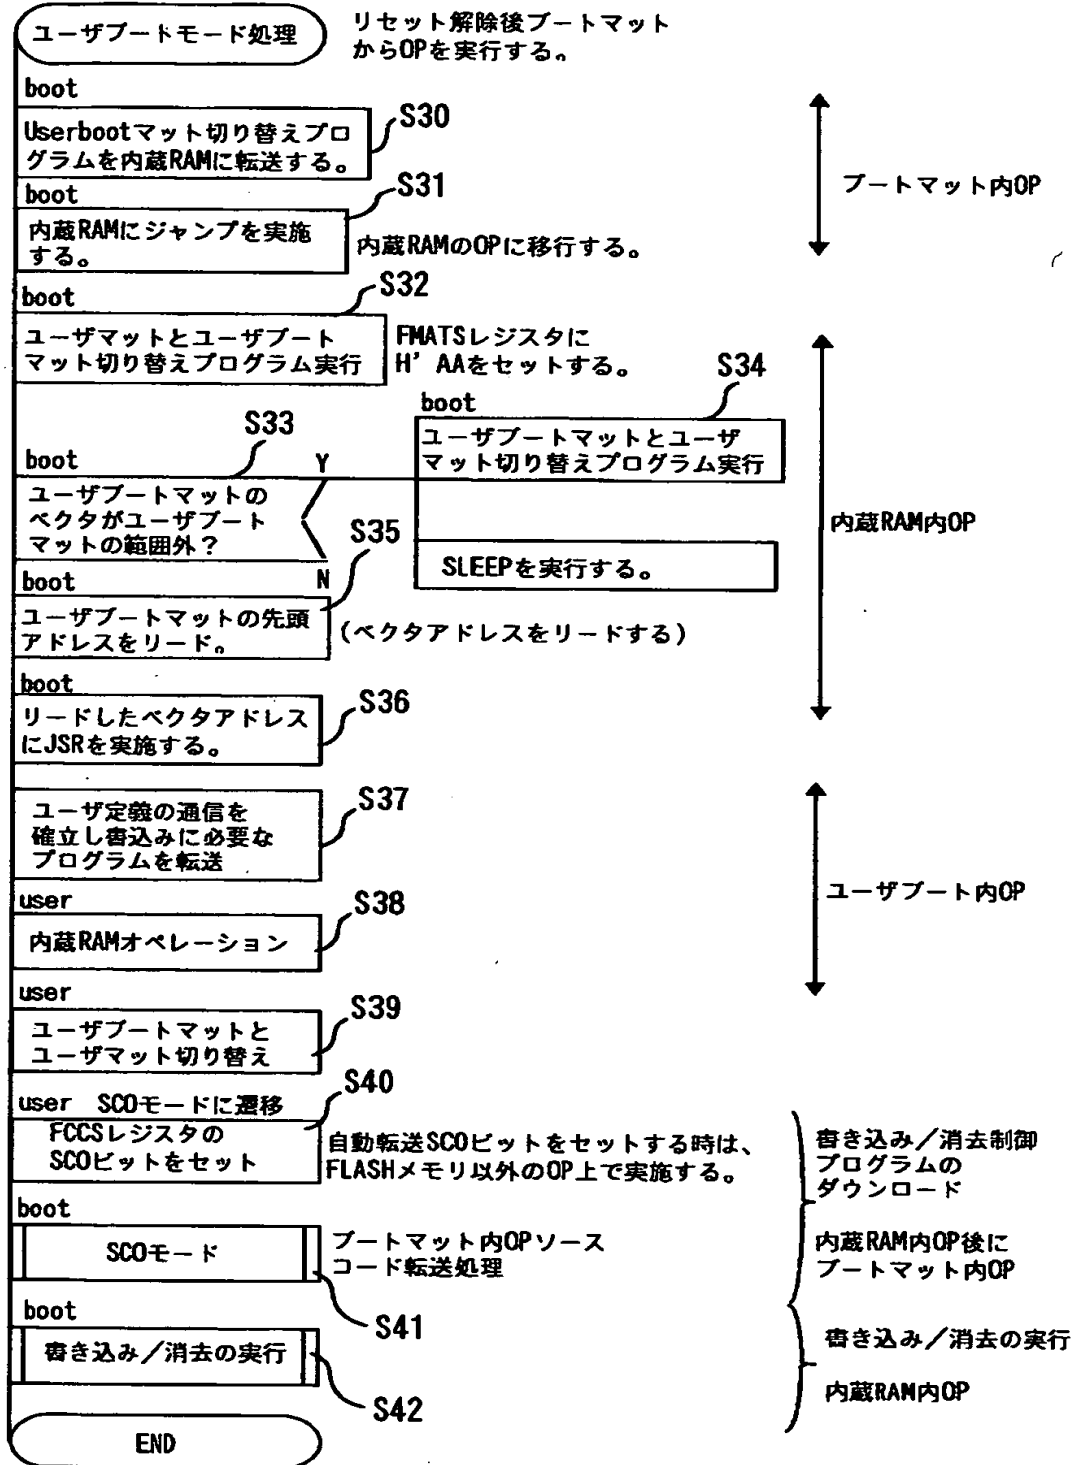 ユーザブートモード処理
リセット解除後ブートマット
からOPを実行する。
boot
S30
Userbootマット切り替えプロ
グラムを内蔵RAMに転送する。
ブートマット内OP
boot
S31
内蔵RAMにジャンプを実施
する。
内蔵RAMのOPに移行する。
boot
S32
ユーザマットとユーザブート
マット切り替えプログラム実行
FMATSレジスタに
H' AAをセットする。
S34
boot
ユーザブートマットとユーザ
マット切り替えプログラム実行
S33
boot
Y
ユーザブートマットの
ベクタがユーザブート
マットの範囲外？
N
SLEEPを実行する。
内蔵RAM内OP
S35
boot
ユーザブートマットの先頭
アドレスをリード。
(ベクタアドレスをリードする)
boot
S36
リードしたベクタアドレス
にJSRを実施する。
S37
ユーザ定義の通信を
確立し書込みに必要な
プログラムを転送
ユーザブート内OP
user
S38
内蔵RAMオペレーション
user
S39
ユーザブートマットと
ユーザマット切り替え
S40
user SCOモードに遷移
FCCSレジスタの
SCOビットをセット
自動転送SCOビットをセットする時は、
FLASHメモリ以外のOP上で実施する。
書き込み／消去制御
プログラムの
ダウンロード
boot
SCOモード
ブートマット内OPソース
コード転送処理
内蔵RAM内OP後に
ブートマット内OP
S41
boot
書き込み／消去の実行
書き込み／消去の実行
内蔵RAM内OP
S42
END